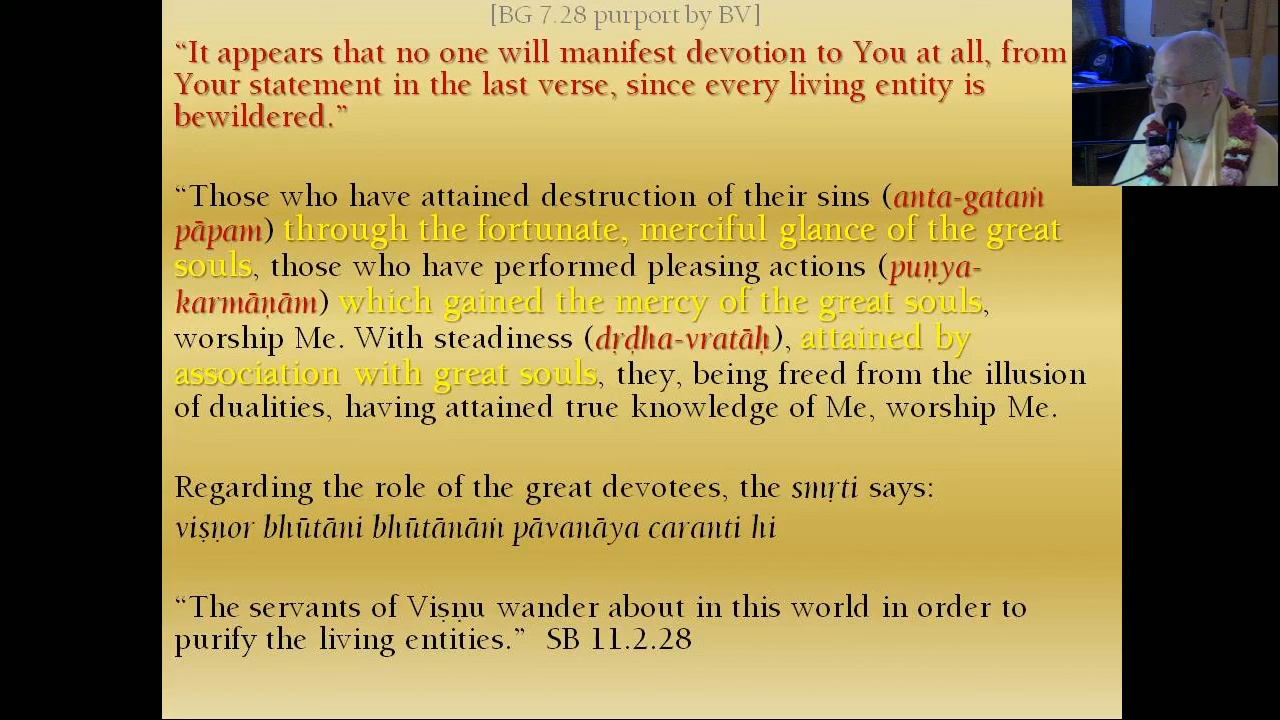 [BG 7.28 purport by BV]
“It appears that no one will manifest devotion to You at all, from
Your statement in the last verse, since every living entity is
bewildered.”
“Those who have attained destruction of their sins (anta-gataṁ
pāpam) through the fortunate, merciful glance of the great
souls, those who have performed pleasing actions (puṇya-
karmāṇām) which gained the mercy of the great souls,
worship Me. With steadiness (dṛḍha-vratāḥ), attained by
association with great souls, they, being freed from the illusion
of dualities, having attained true knowledge of Me, worship Me.
Regarding the role of the great devotees, the smṛti says:
viṣṇor bhūtāni bhūtānāṁ pāvanāya caranti hi
“The servants of Viṣṇu wander about in this world in order to
purify the living entities.” SB 11.2.28